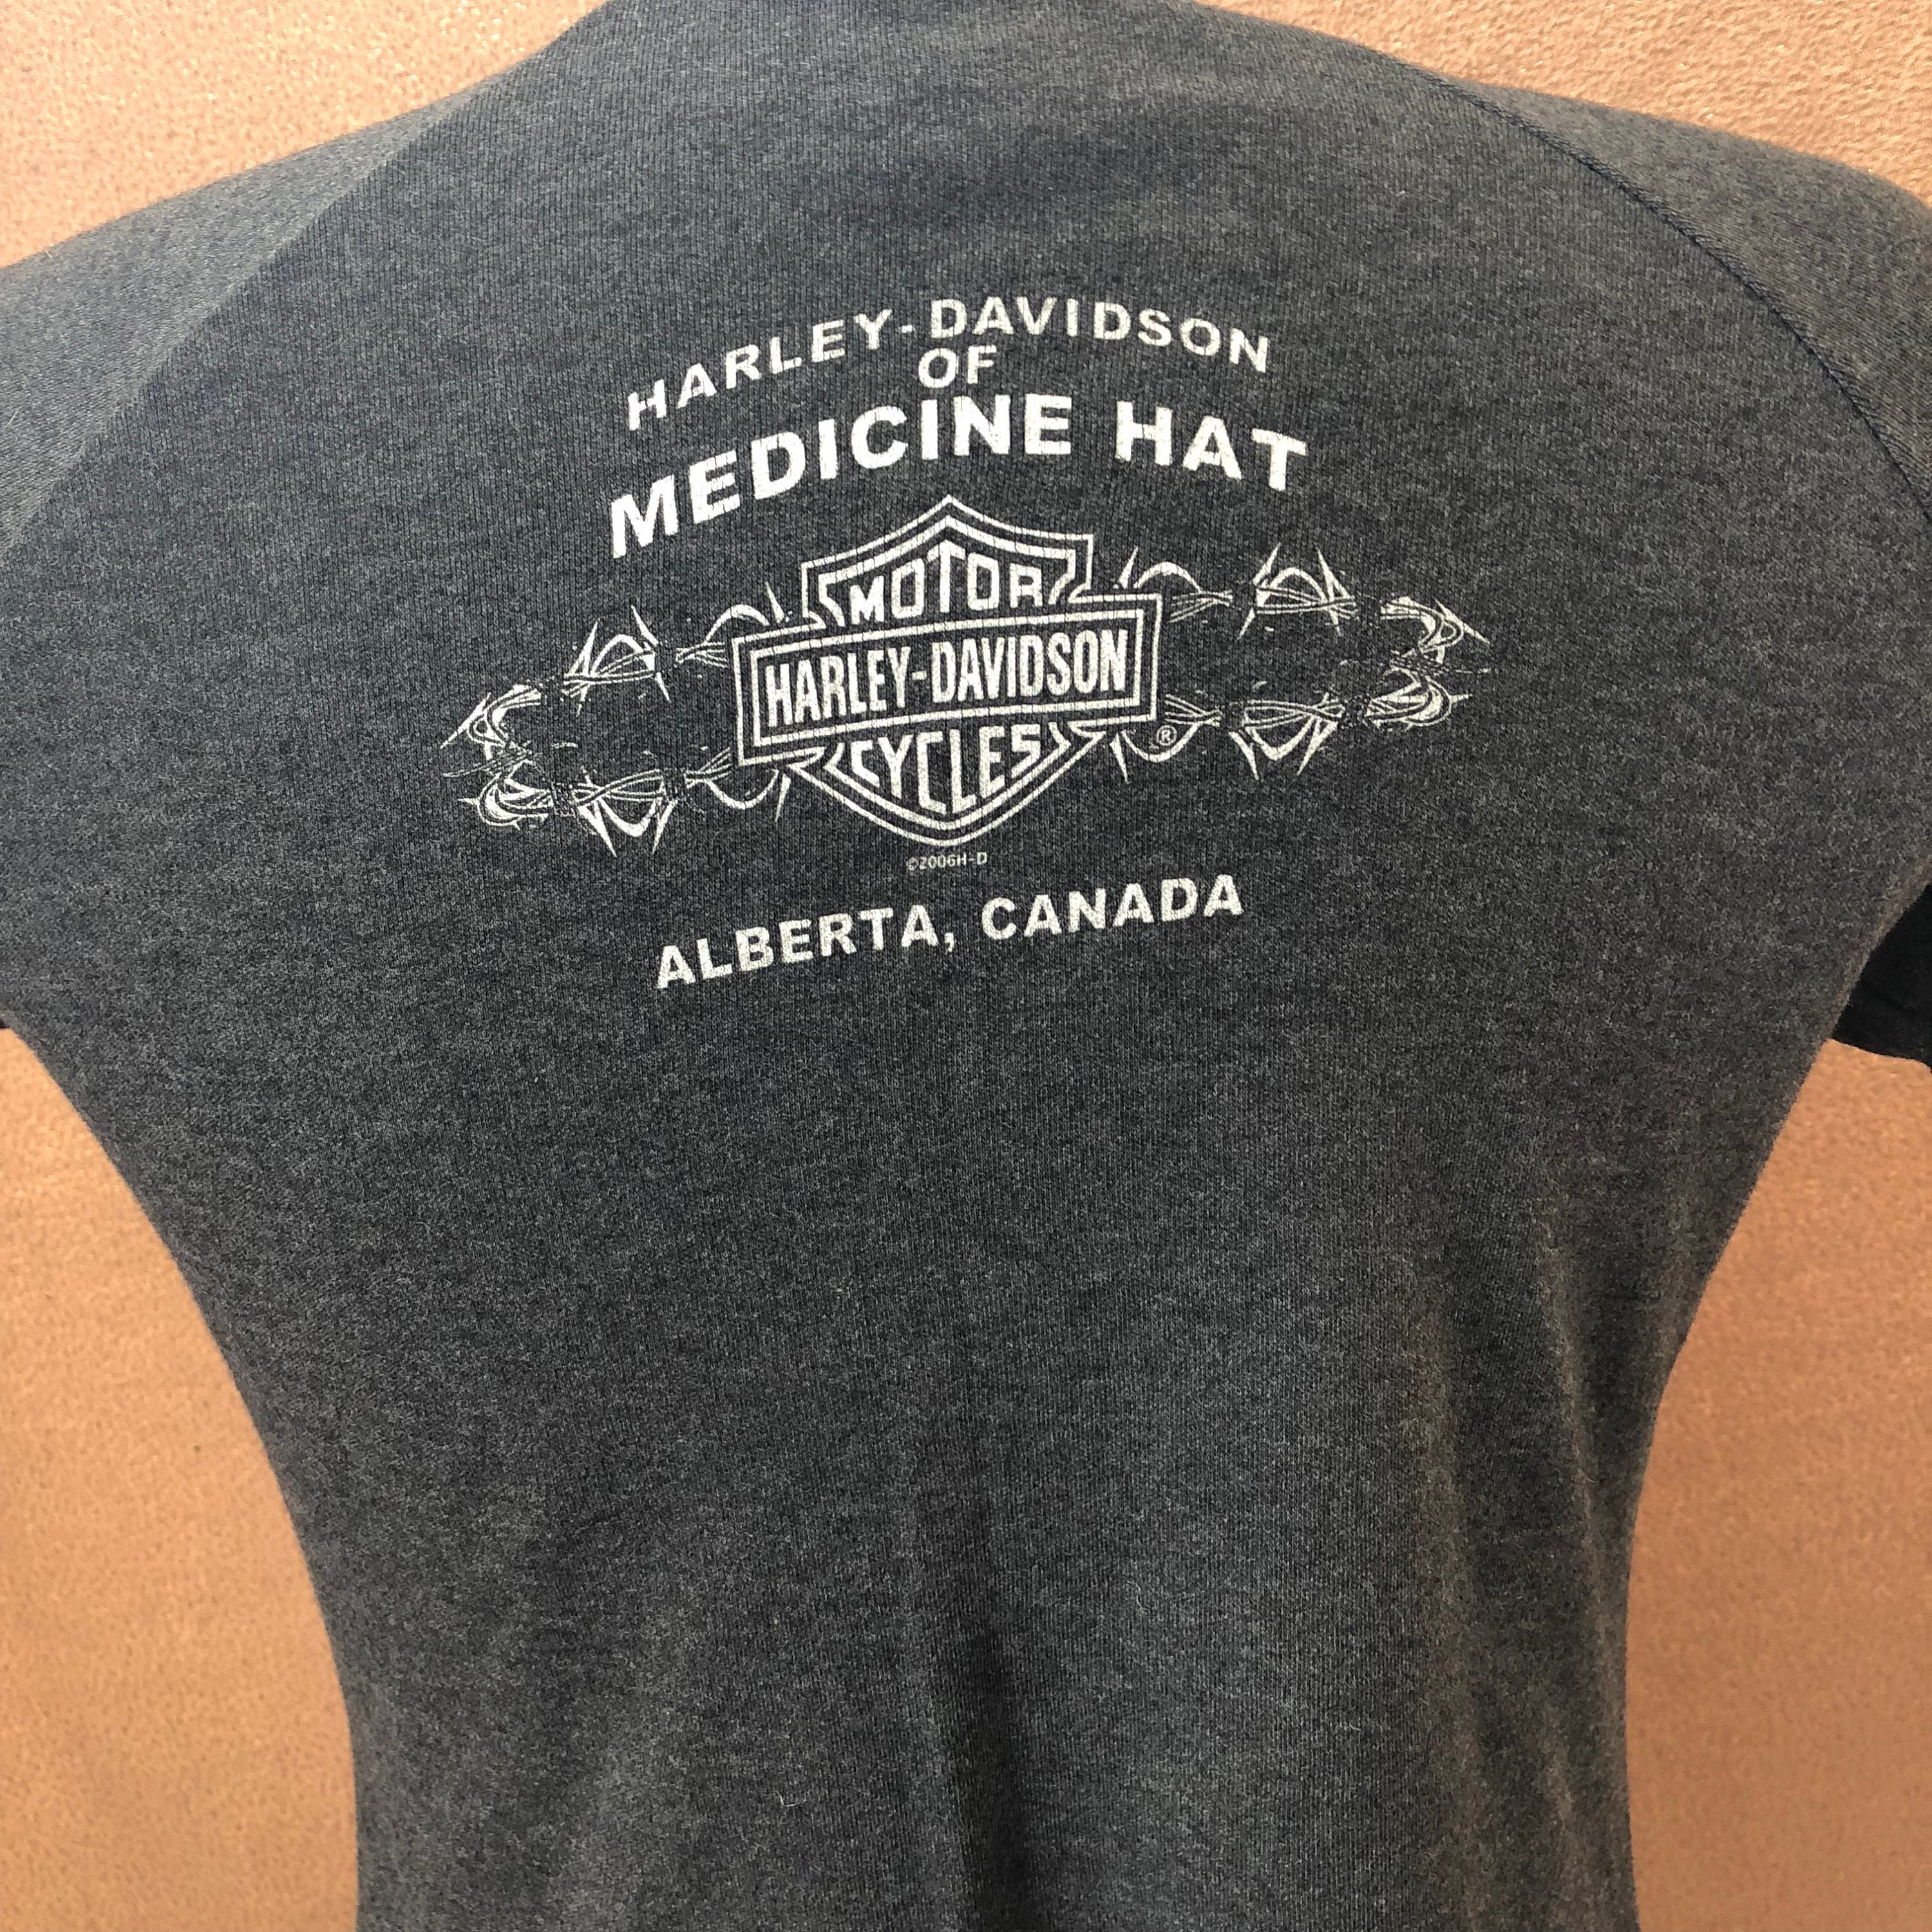 HARLEY-DAVIDSON
OF
MEDICINE HAT
MOTOR
HARLEY-DAVIDSON
CYCLES
®
©2006H-D
ALBERTA, CANADA